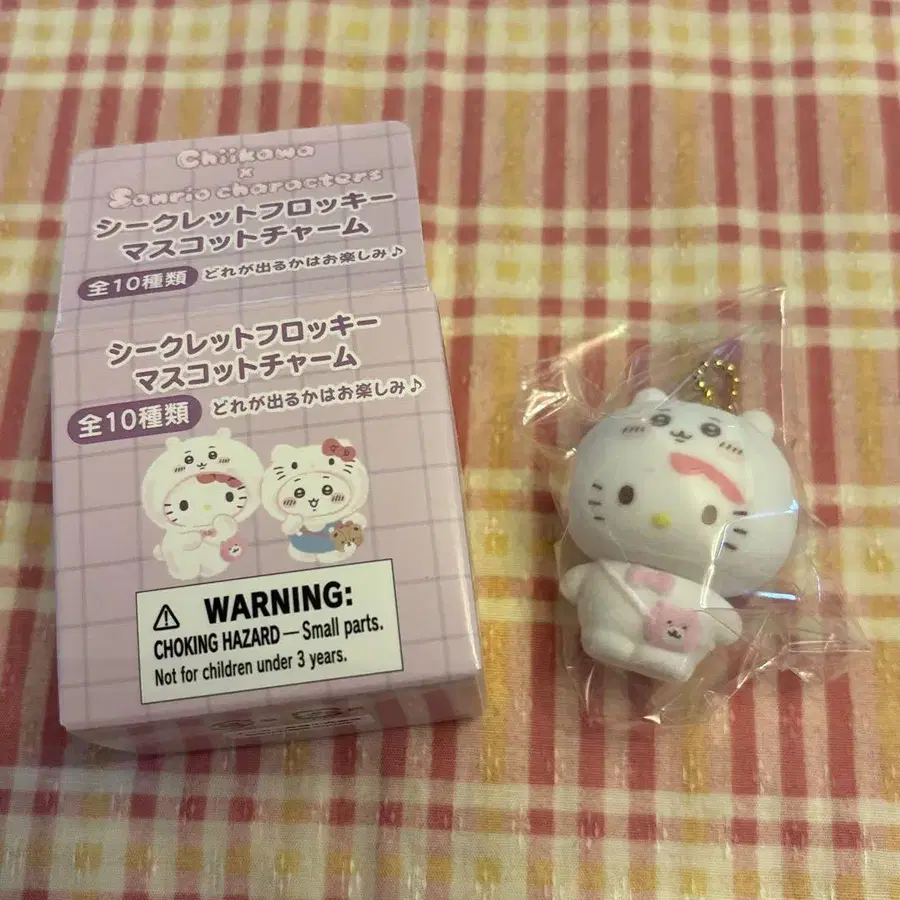 Chiikawa
x
Sanrio characters
シークレットフロッキー
マスコットチャーム
全10種類 どれが出るかはお楽しみ♪
シークレットフロッキー
マスコットチャーム
全10種類 どれが出るかはお楽しみ♪
WARNING:
CHOKING HAZARD — Small parts.
Not for children under 3 years.